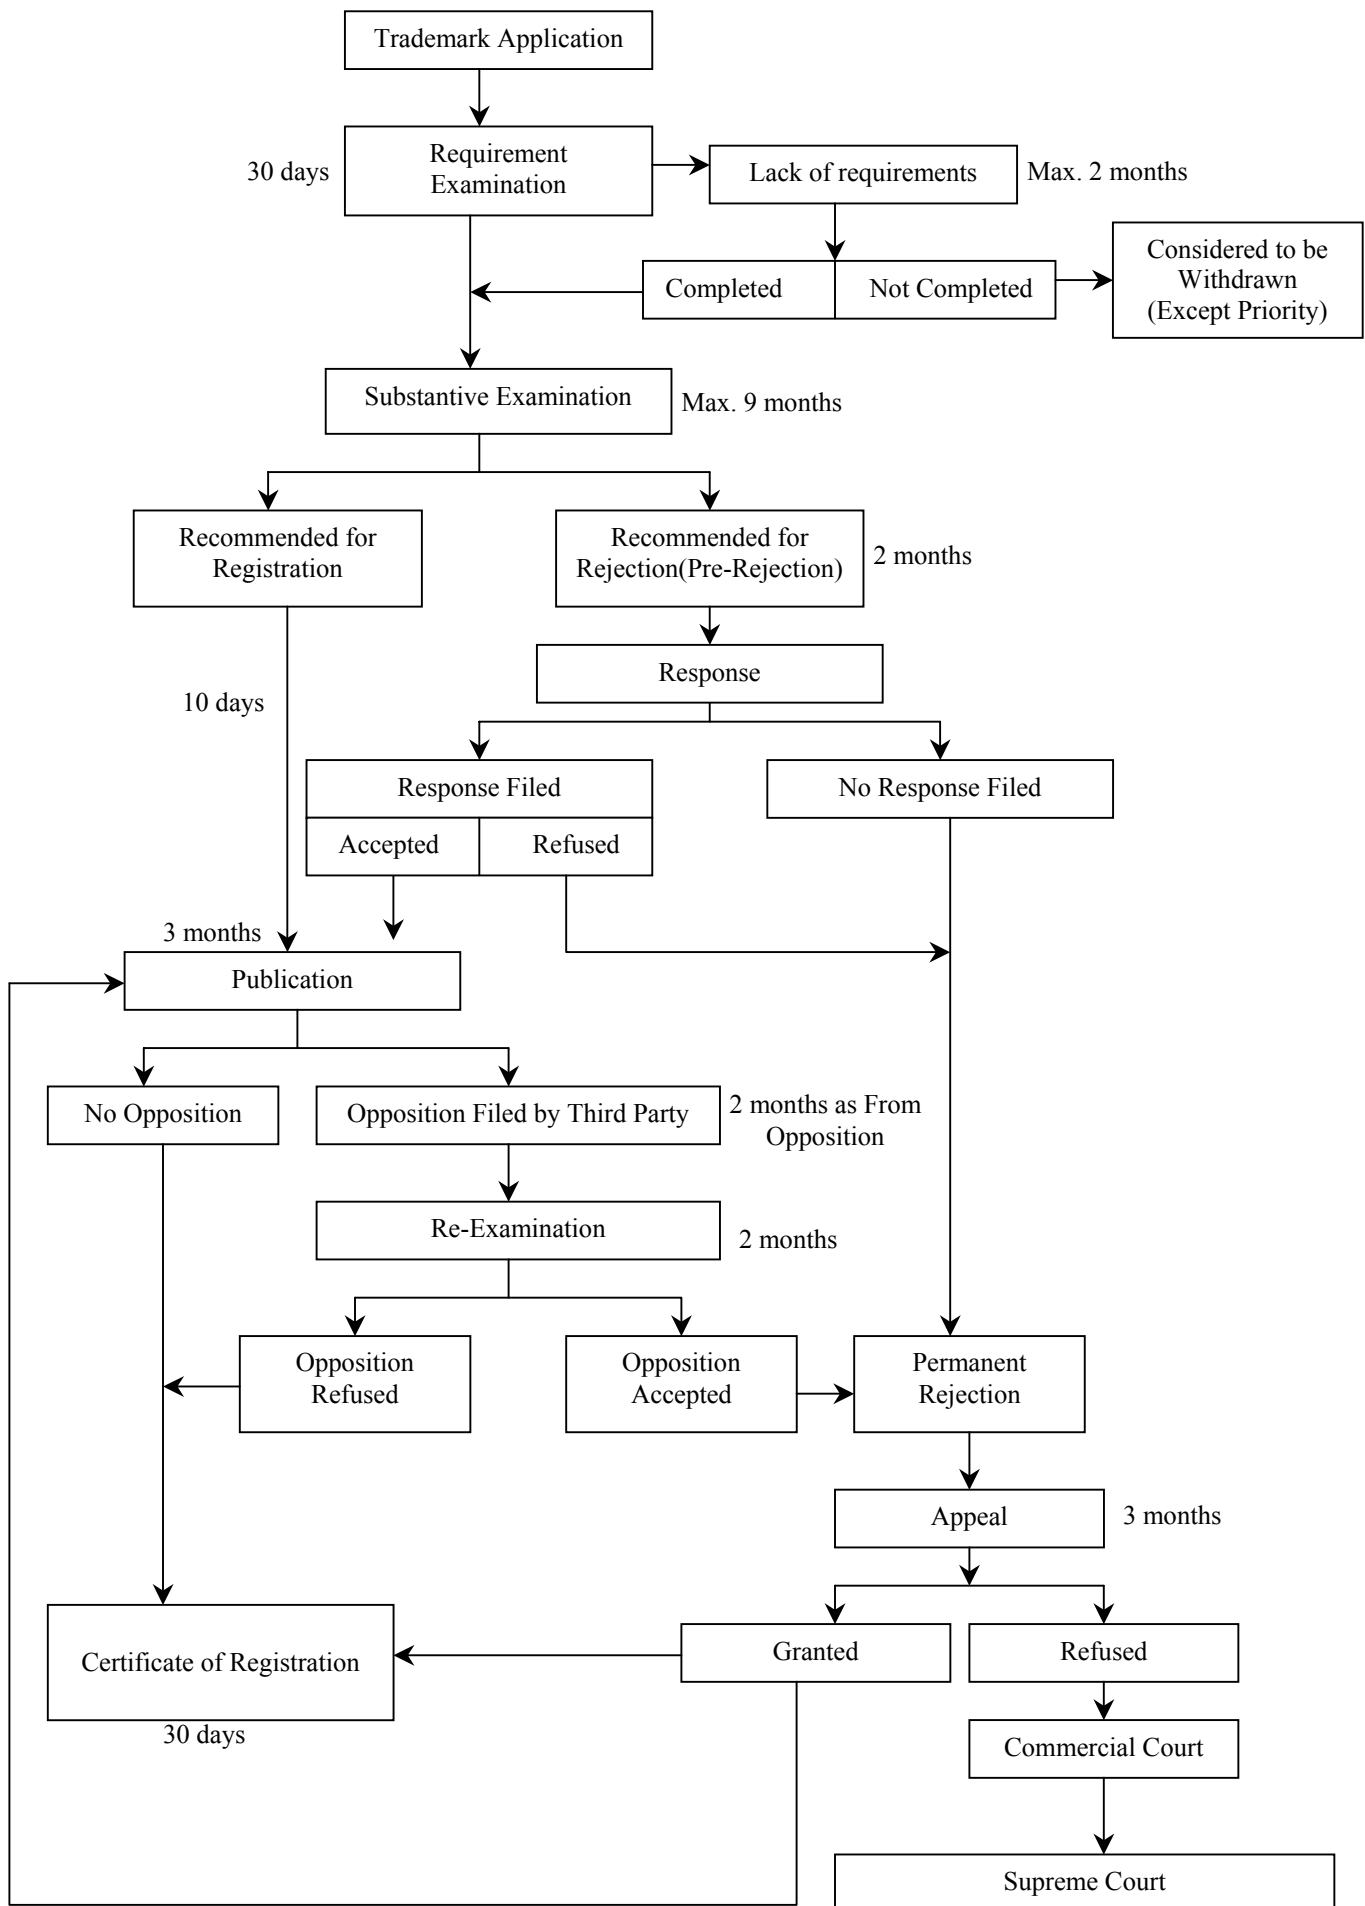 Trademark Application
30 days
Requirement
Examination
Lack of requirements
Max. 2 months
Completed
Not Completed
Considered to be
Withdrawn
(Except Priority)
Substantive Examination
Max. 9 months
Recommended for
Registration
Recommended for
Rejection(Pre-Rejection)
2 months
Response
10 days
Response Filed
No Response Filed
Accepted
Refused
3 months
Publication
No Opposition
Opposition Filed by Third Party
2 months as From
Opposition
Re-Examination
2 months
Opposition
Refused
Opposition
Accepted
Permanent
Rejection
Appeal
3 months
Certificate of Registration
Granted
Refused
30 days
Commercial Court
Supreme Court